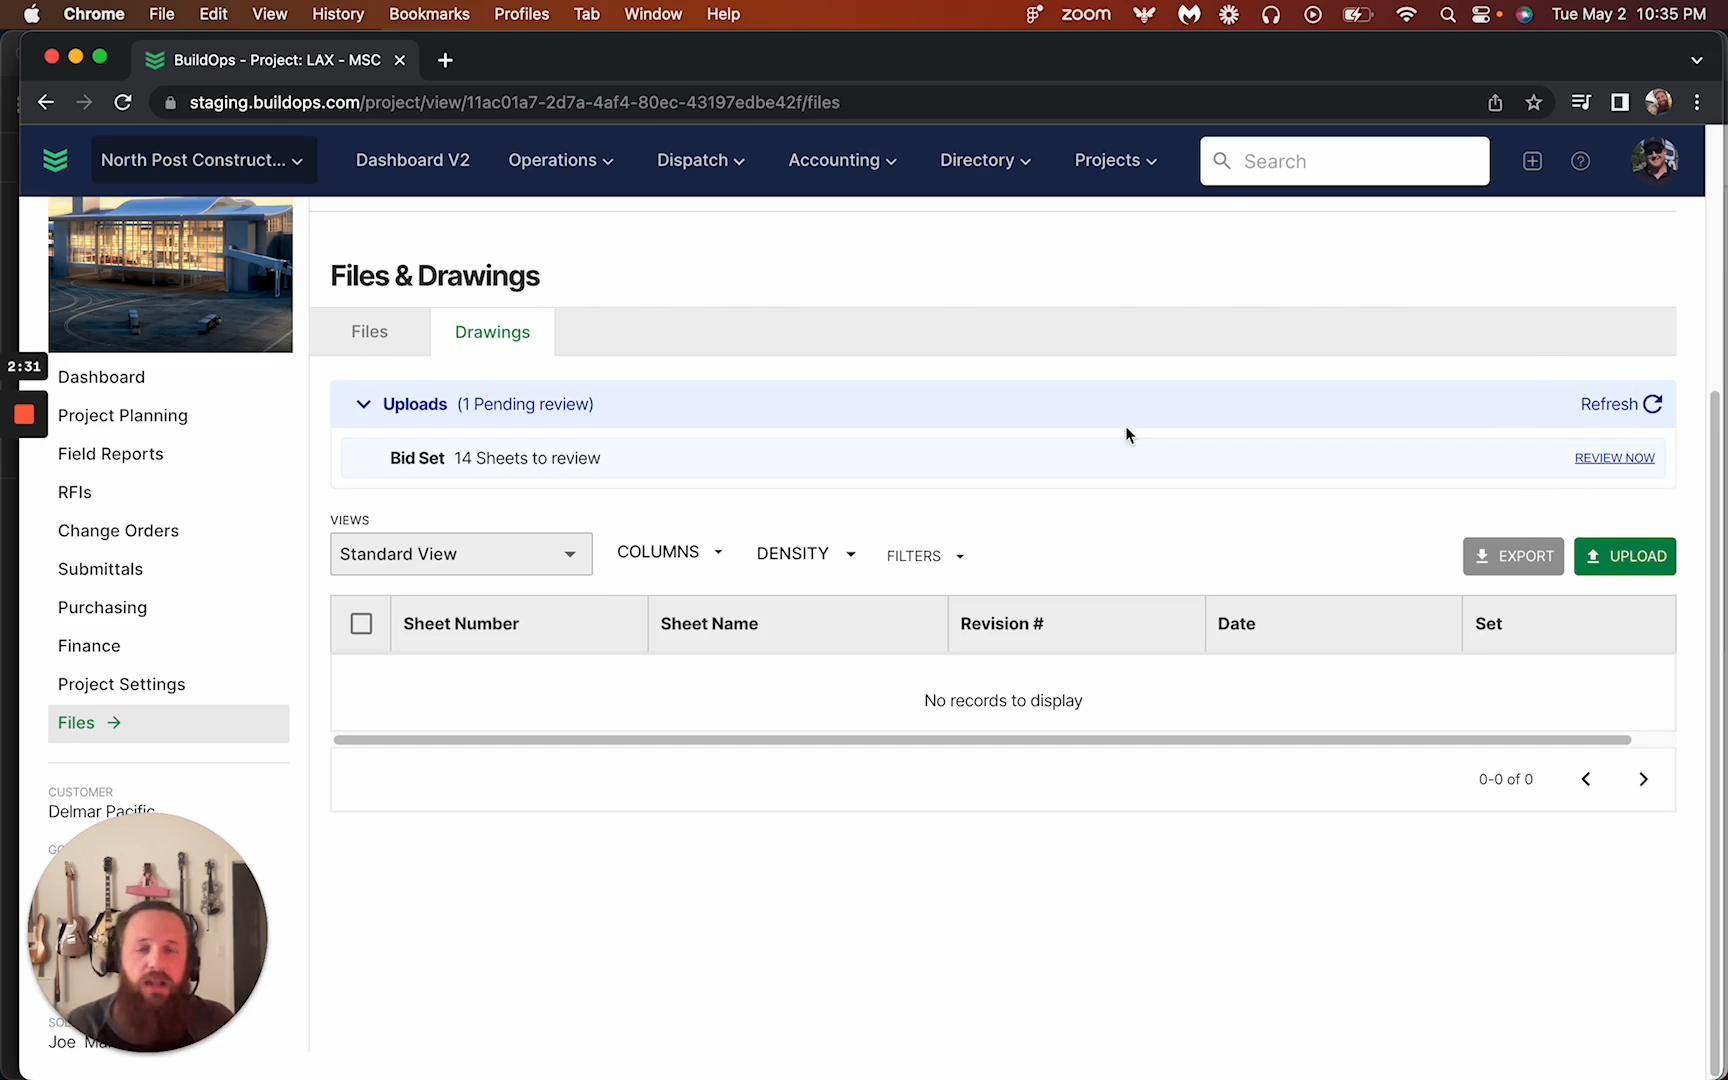 Chrome File Edit View History Bookmarks Profiles Tab Window Help zoom Tue May 2 10:35 PM
BuildOps - Project: LAX - MSC
staging.buildops.com/project/view/11ac01a7-2d7a-4af4-80ec-43197edbe42f/files
North Post Construct... Dashboard V2 Operations Dispatch Accounting Directory Projects Search
Files & Drawings
Files Drawings
2:31
Dashboard
Project Planning
Field Reports
RFIs
Change Orders
Submittals
Purchasing
Finance
Project Settings
Files
CUSTOMER
Delmar Pacific
Joe
Uploads (1 Pending review) Refresh
Bid Set 14 Sheets to review REVIEW NOW
VIEWS
Standard View COLUMNS DENSITY FILTERS EXPORT UPLOAD
Sheet Number Sheet Name Revision # Date Set
No records to display
0-0 of 0